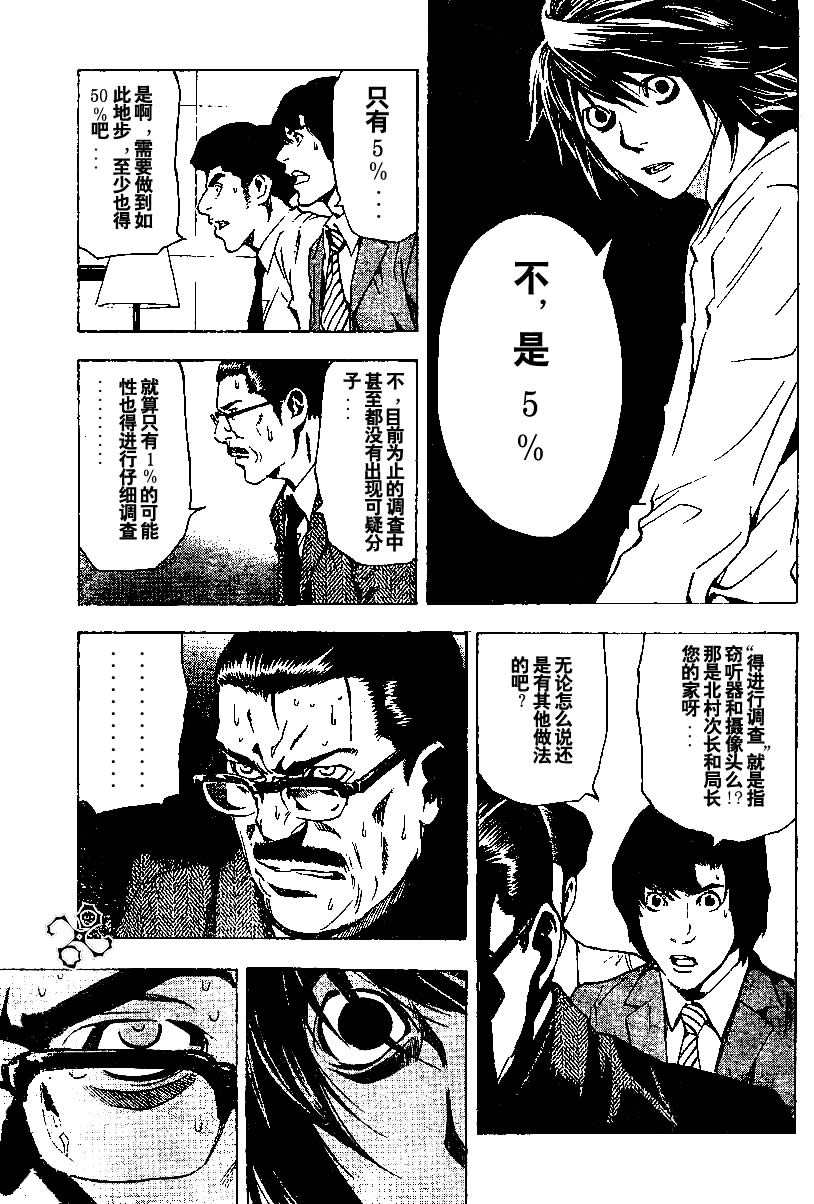 不，是
5%
只有5%...
是啊，需要做到如
此地步，至少也得
50%吧...
不，目前为止的调查中
甚至都没有出现可疑分
子...
就算只有1%的可能
性也得进行仔细调查
.........
“得进行调查”就是指
窃听器和摄像头么!?
那是北村次长和局长
您的家呀...
无论怎么说还
是有其他做法
的吧？
............
............